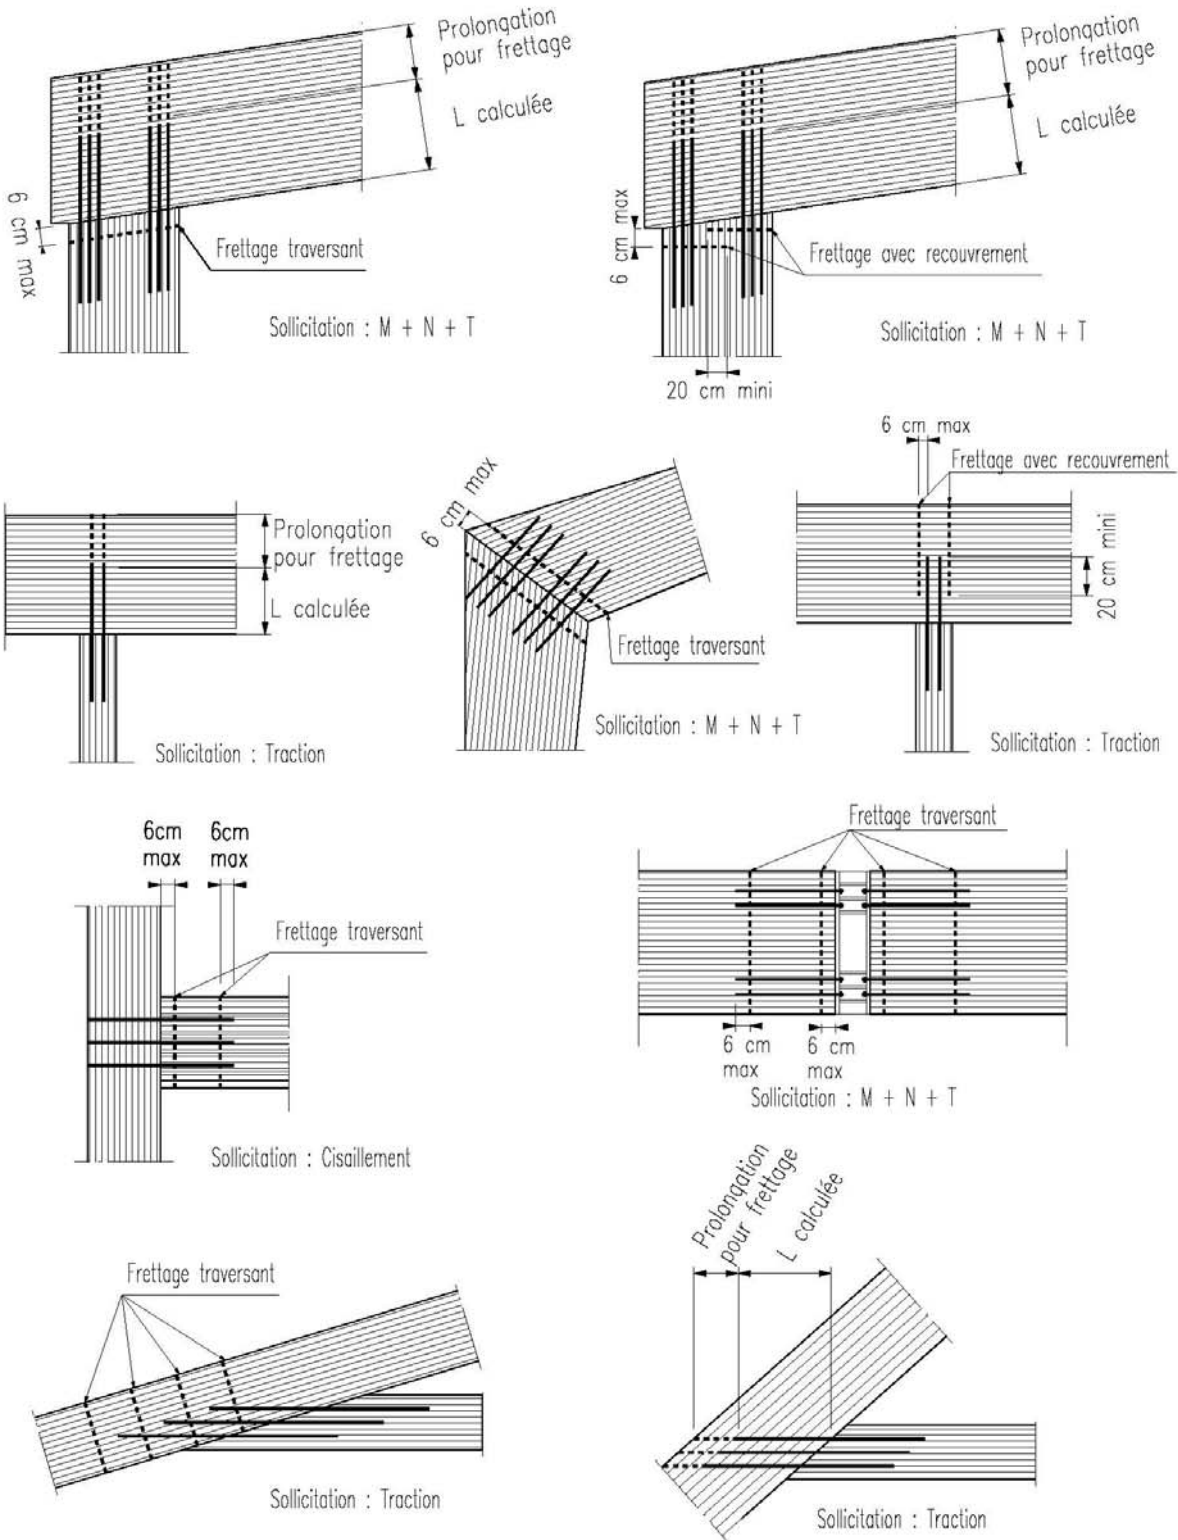 Prolongation
pour frettage
L calculée
6 cm max
Frettage traversant
Sollicitation : M + N + T
Prolongation
pour frettage
L calculée
6 cm max
Frettage avec recouvrement
Sollicitation : M + N + T
20 cm mini
Prolongation
pour frettage
L calculée
Sollicitation : Traction
6 cm max
Frettage traversant
Sollicitation : M + N + T
6 cm max
Frettage avec recouvrement
20 cm mini
Sollicitation : Traction
6cm
max
6cm
max
Frettage traversant
Sollicitation : Cisaillement
Frettage traversant
6 cm
max
6 cm
max
Sollicitation : M + N + T
Frettage traversant
Sollicitation : Traction
Prolongation
pour frettage
L calculée
Sollicitation : Traction